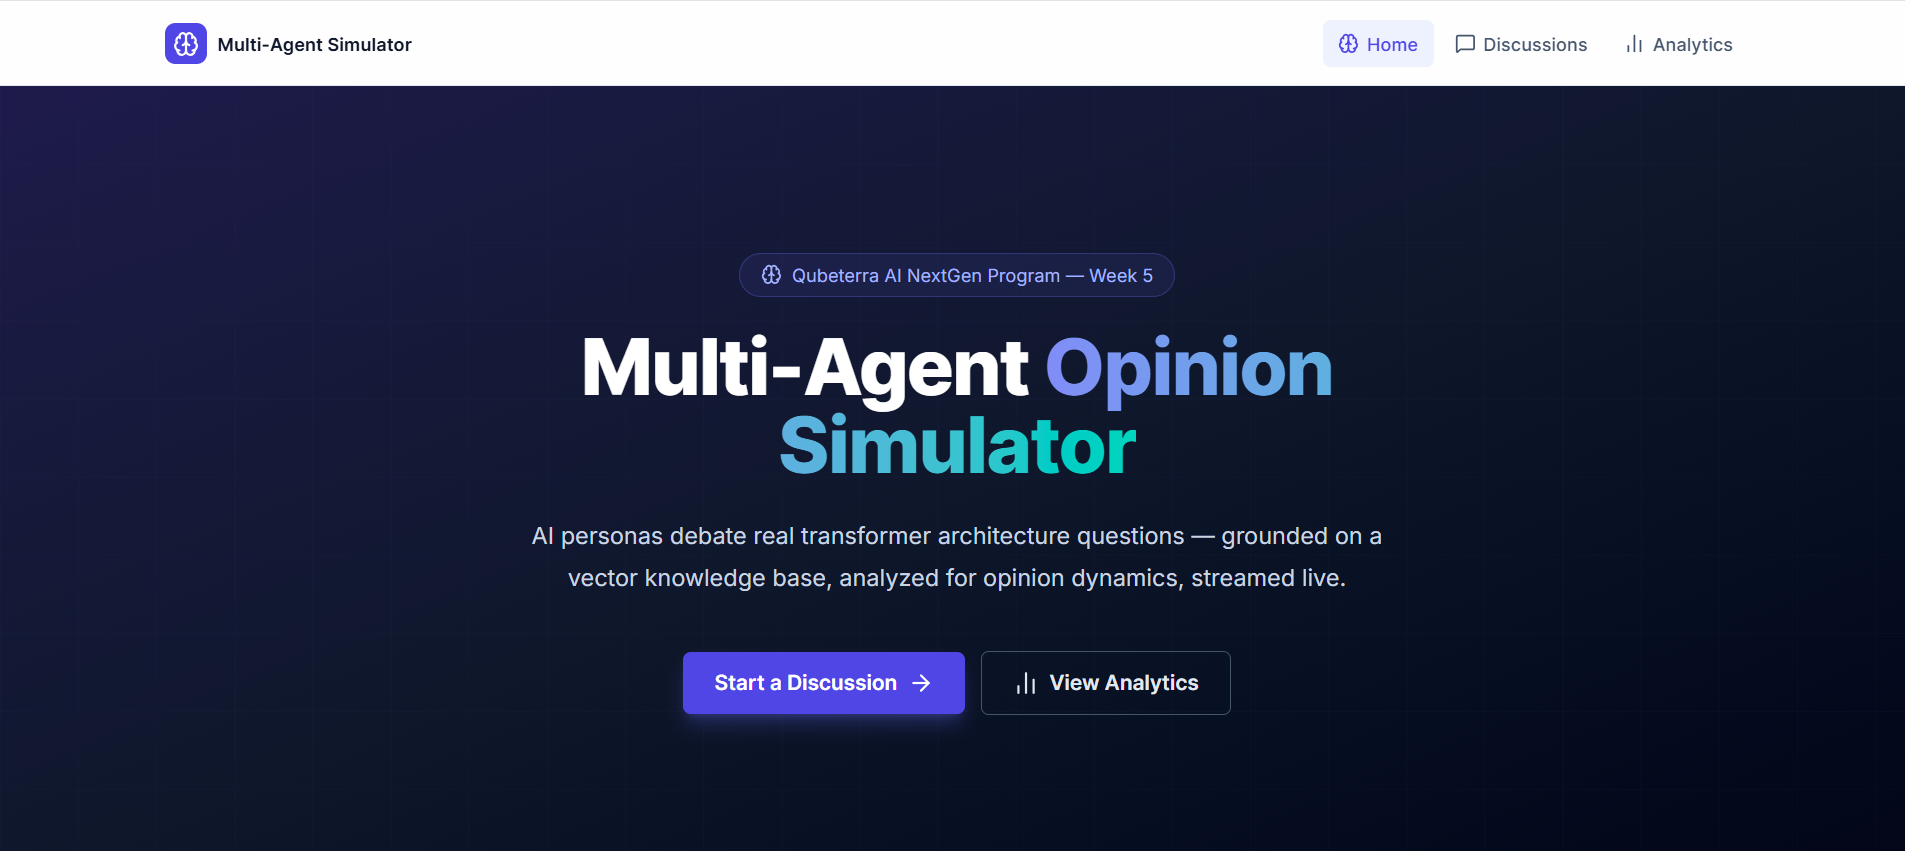 Multi-Agent Simulator
Home
Discussions
Analytics
Qubeterra AI NextGen Program — Week 5
Multi-Agent Opinion
Simulator
AI personas debate real transformer architecture questions — grounded on a
vector knowledge base, analyzed for opinion dynamics, streamed live.
Start a Discussion →
View Analytics